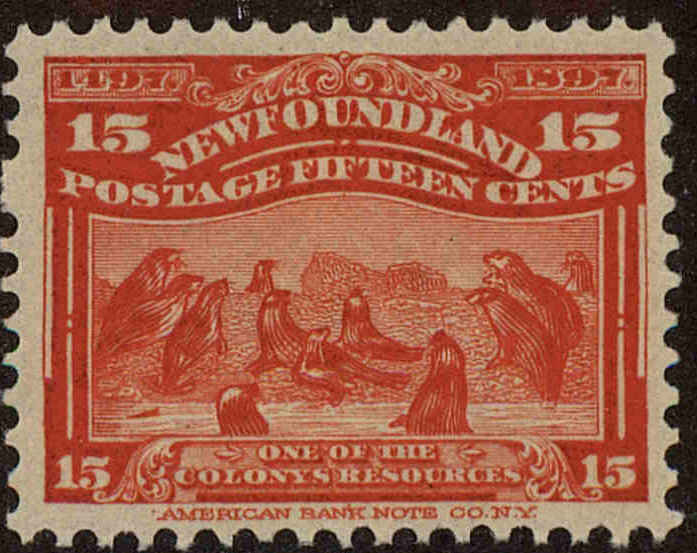 1497. 1897.
15 NEWFOUNDLAND 15
POSTAGE FIFTEEN CENTS
ONE OF THE
15 COLONYS RESOURCES 15
AMERICAN BANK NOTE CO. N.Y.